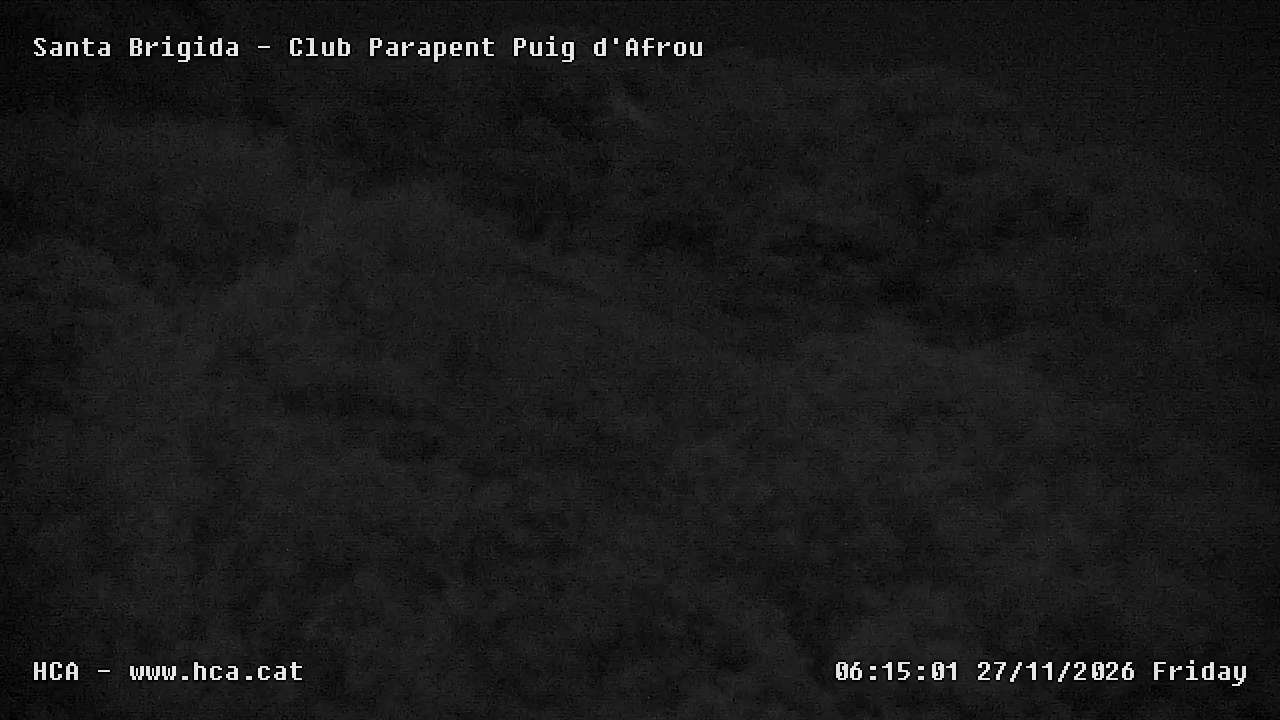 Santa Brigida - Club Parapent Puig d'Afrou
HCA - www.hca.cat
06:15:01 27/11/2026 Friday